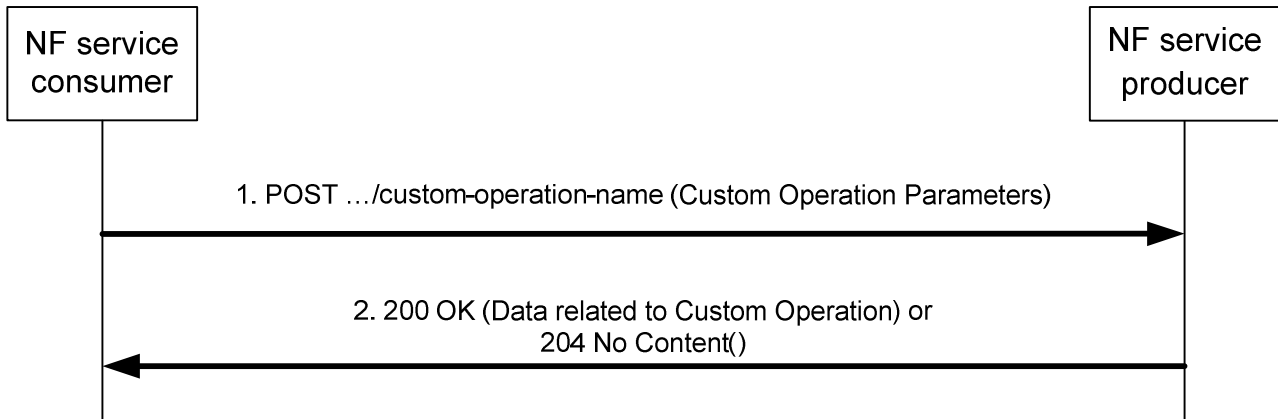 NF service
consumer
NF service
producer
1. POST …/custom-operation-name (Custom Operation Parameters)
2. 200 OK (Data related to Custom Operation) or
204 No Content()